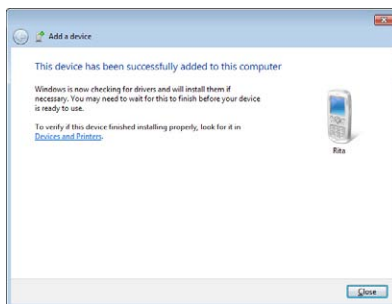 Add a device
This device has been successfully added to this computer
Windows is now checking for drivers and will install them if
necessary. You may need to wait for this to finish before your device
is ready to use.
To verify if this device finished installing properly, look for it in
Devices and Printers.
Rita
Close